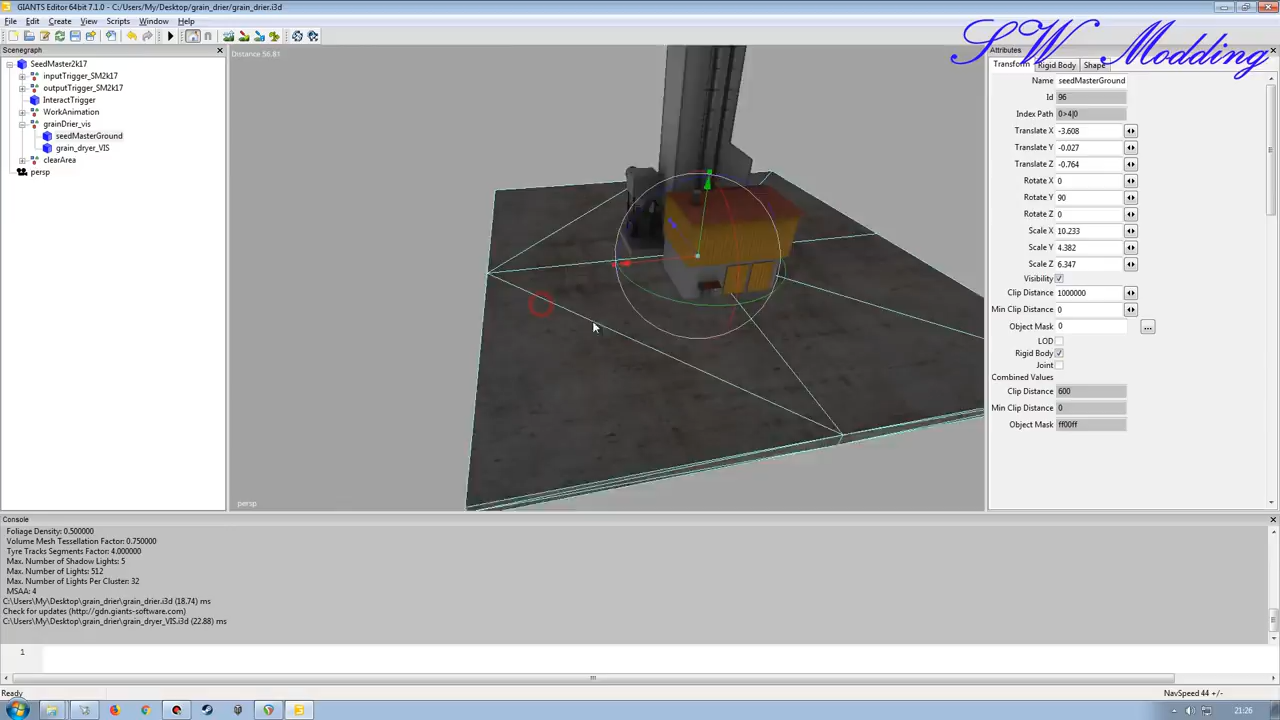 GIANTS Editor 64bit 7.1.0 - C:/Users/My/Desktop/grain_drier/grain_drier.i3d
SW Modding
File Edit Create View Scripts Window Help
Scenegraph
Distance 56.81
Attributes
SeedMaster2k17
inputTrigger_SM2k17
outputTrigger_SM2k17
InteractTrigger
WorkAnimation
grainDrier_vis
seedMasterGround
grain_dryer_VIS
clearArea
persp
Transform Rigid Body Shape
Name seedMasterGround
Id 96
Index Path 0>4|0
Translate X -3.608
Translate Y -0.027
Translate Z -0.764
Rotate X 0
Rotate Y 90
Rotate Z 0
Scale X 10.233
Scale Y 4.382
Scale Z 6.347
Visibility
Clip Distance 1000000
Min Clip Distance 0
Object Mask 0 ...
LOD
Rigid Body
Joint
Combined Values
Clip Distance 600
Min Clip Distance 0
Object Mask ff00ff
persp
Console
Foliage Density: 0.500000
Volume Mesh Tessellation Factor: 0.750000
Tyre Tracks Segments Factor: 4.000000
Max. Number of Shadow Lights: 5
Max. Number of Lights: 512
Max. Number of Lights Per Cluster: 32
MSAA: 4
C:\Users\My\Desktop\grain_drier\grain_drier.i3d (18.74) ms
Check for updates (http://gdn.giants-software.com)
C:\Users\My\Desktop\grain_drier\grain_dryer_VIS.i3d (22.88) ms
1
Ready
NavSpeed 44 +/-
21:26